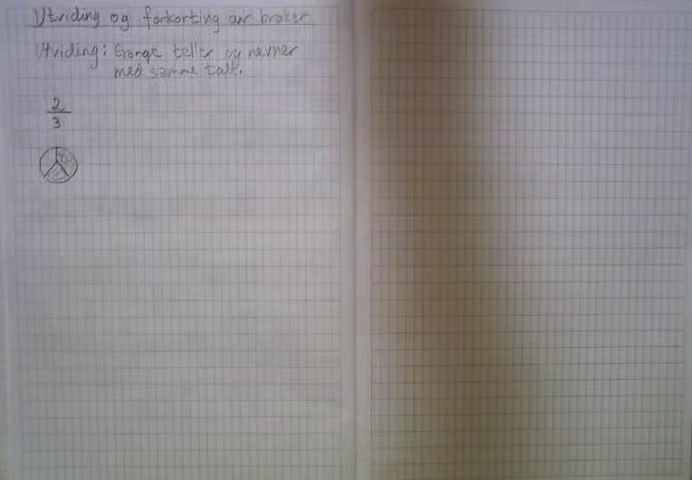 Utviding og forkorting av brøker
Utviding: Gange teller og nevner
med samme tall.
2
3